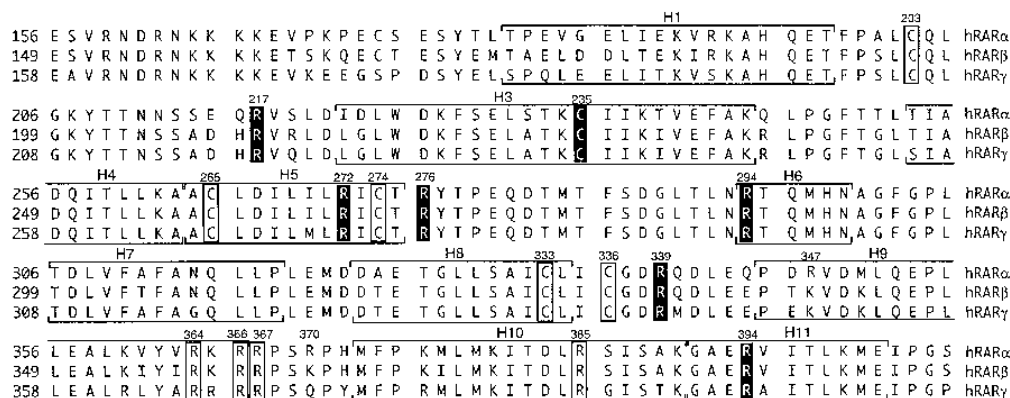 H1
203
156 E S V R N D R N K K K K E V P K P E C S E S Y T L T P E V G E L I E K V R K A H Q E T F P A L C Q L hRARα
149 E S V R N D R N K K K K E T S K Q E C T E S Y E M T A E L D D L T E K I R K A H Q E T F P S L C Q L hRARβ
158 E A V R N D R N K K K K E V K E E G S P D S Y E L S P Q L E E L I T K V S K A H Q E T F P S L C Q L hRARγ
217 H3 235
206 G K Y T T N N S S E Q R V S L D I D L W D K F S E L S T K C I I K T V E F A K Q L P G F T T L T I A hRARα
199 G K Y T T N S S A D H R V R L D L G L W D K F S E L A T K C I I K I V E F A K R L P G F T G L T I A hRARβ
208 G K Y T T N S S A D H R V Q L D L G L W D K F S E L A T K C I I K I V E F A K R L P G F T G L S I A hRARγ
H4 265 H5 272 274 276 294 H6
256 D Q I T L L K A A C L D I L I L R I C T R Y T P E Q D T M T F S D G L T L N R T Q M H N A G F G P L hRARα
249 D Q I T L L K A A C L D I L I L R I C T R Y T P E Q D T M T F S D G L T L N R T Q M H N A G F G P L hRARβ
258 D Q I T L L K A A C L D I L M L R I C T R Y T P E Q D T M T F S D G L T L N R T Q M H N A G F G P L hRARγ
H7 H8 333 336 339 347 H9
306 T D L V F A F A N Q L L P L E M D D A E T G L L S A I C L I C G D R Q D L E Q P D R V D M L Q E P L hRARα
299 T D L V F T F A N Q L L P L E M D D T E T G L L S A I C L I C G D R Q D L E E P T K V D K L Q E P L hRARβ
308 T D L V F A F A G Q L L P L E M D D T E T G L L S A I C L I C G D R M D L E E P E K V D K L Q E P L hRARγ
364 366 367 370 H10 385 394 H11
356 L E A L K V Y V R K R R P S R P H M F P K M L M K I T D L R S I S A K G A E R V I T L K M E I P G S hRARα
349 L E A L K I Y I R K R R P S K P H M F P K I L M K I T D L R S I S A K G A E R V I T L K M E I P G S hRARβ
358 L E A L R L Y A R R R R P S Q P Y M F P R M L M K I T D L R G I S T K G A E R A I T L K M E I P G P hRARγ